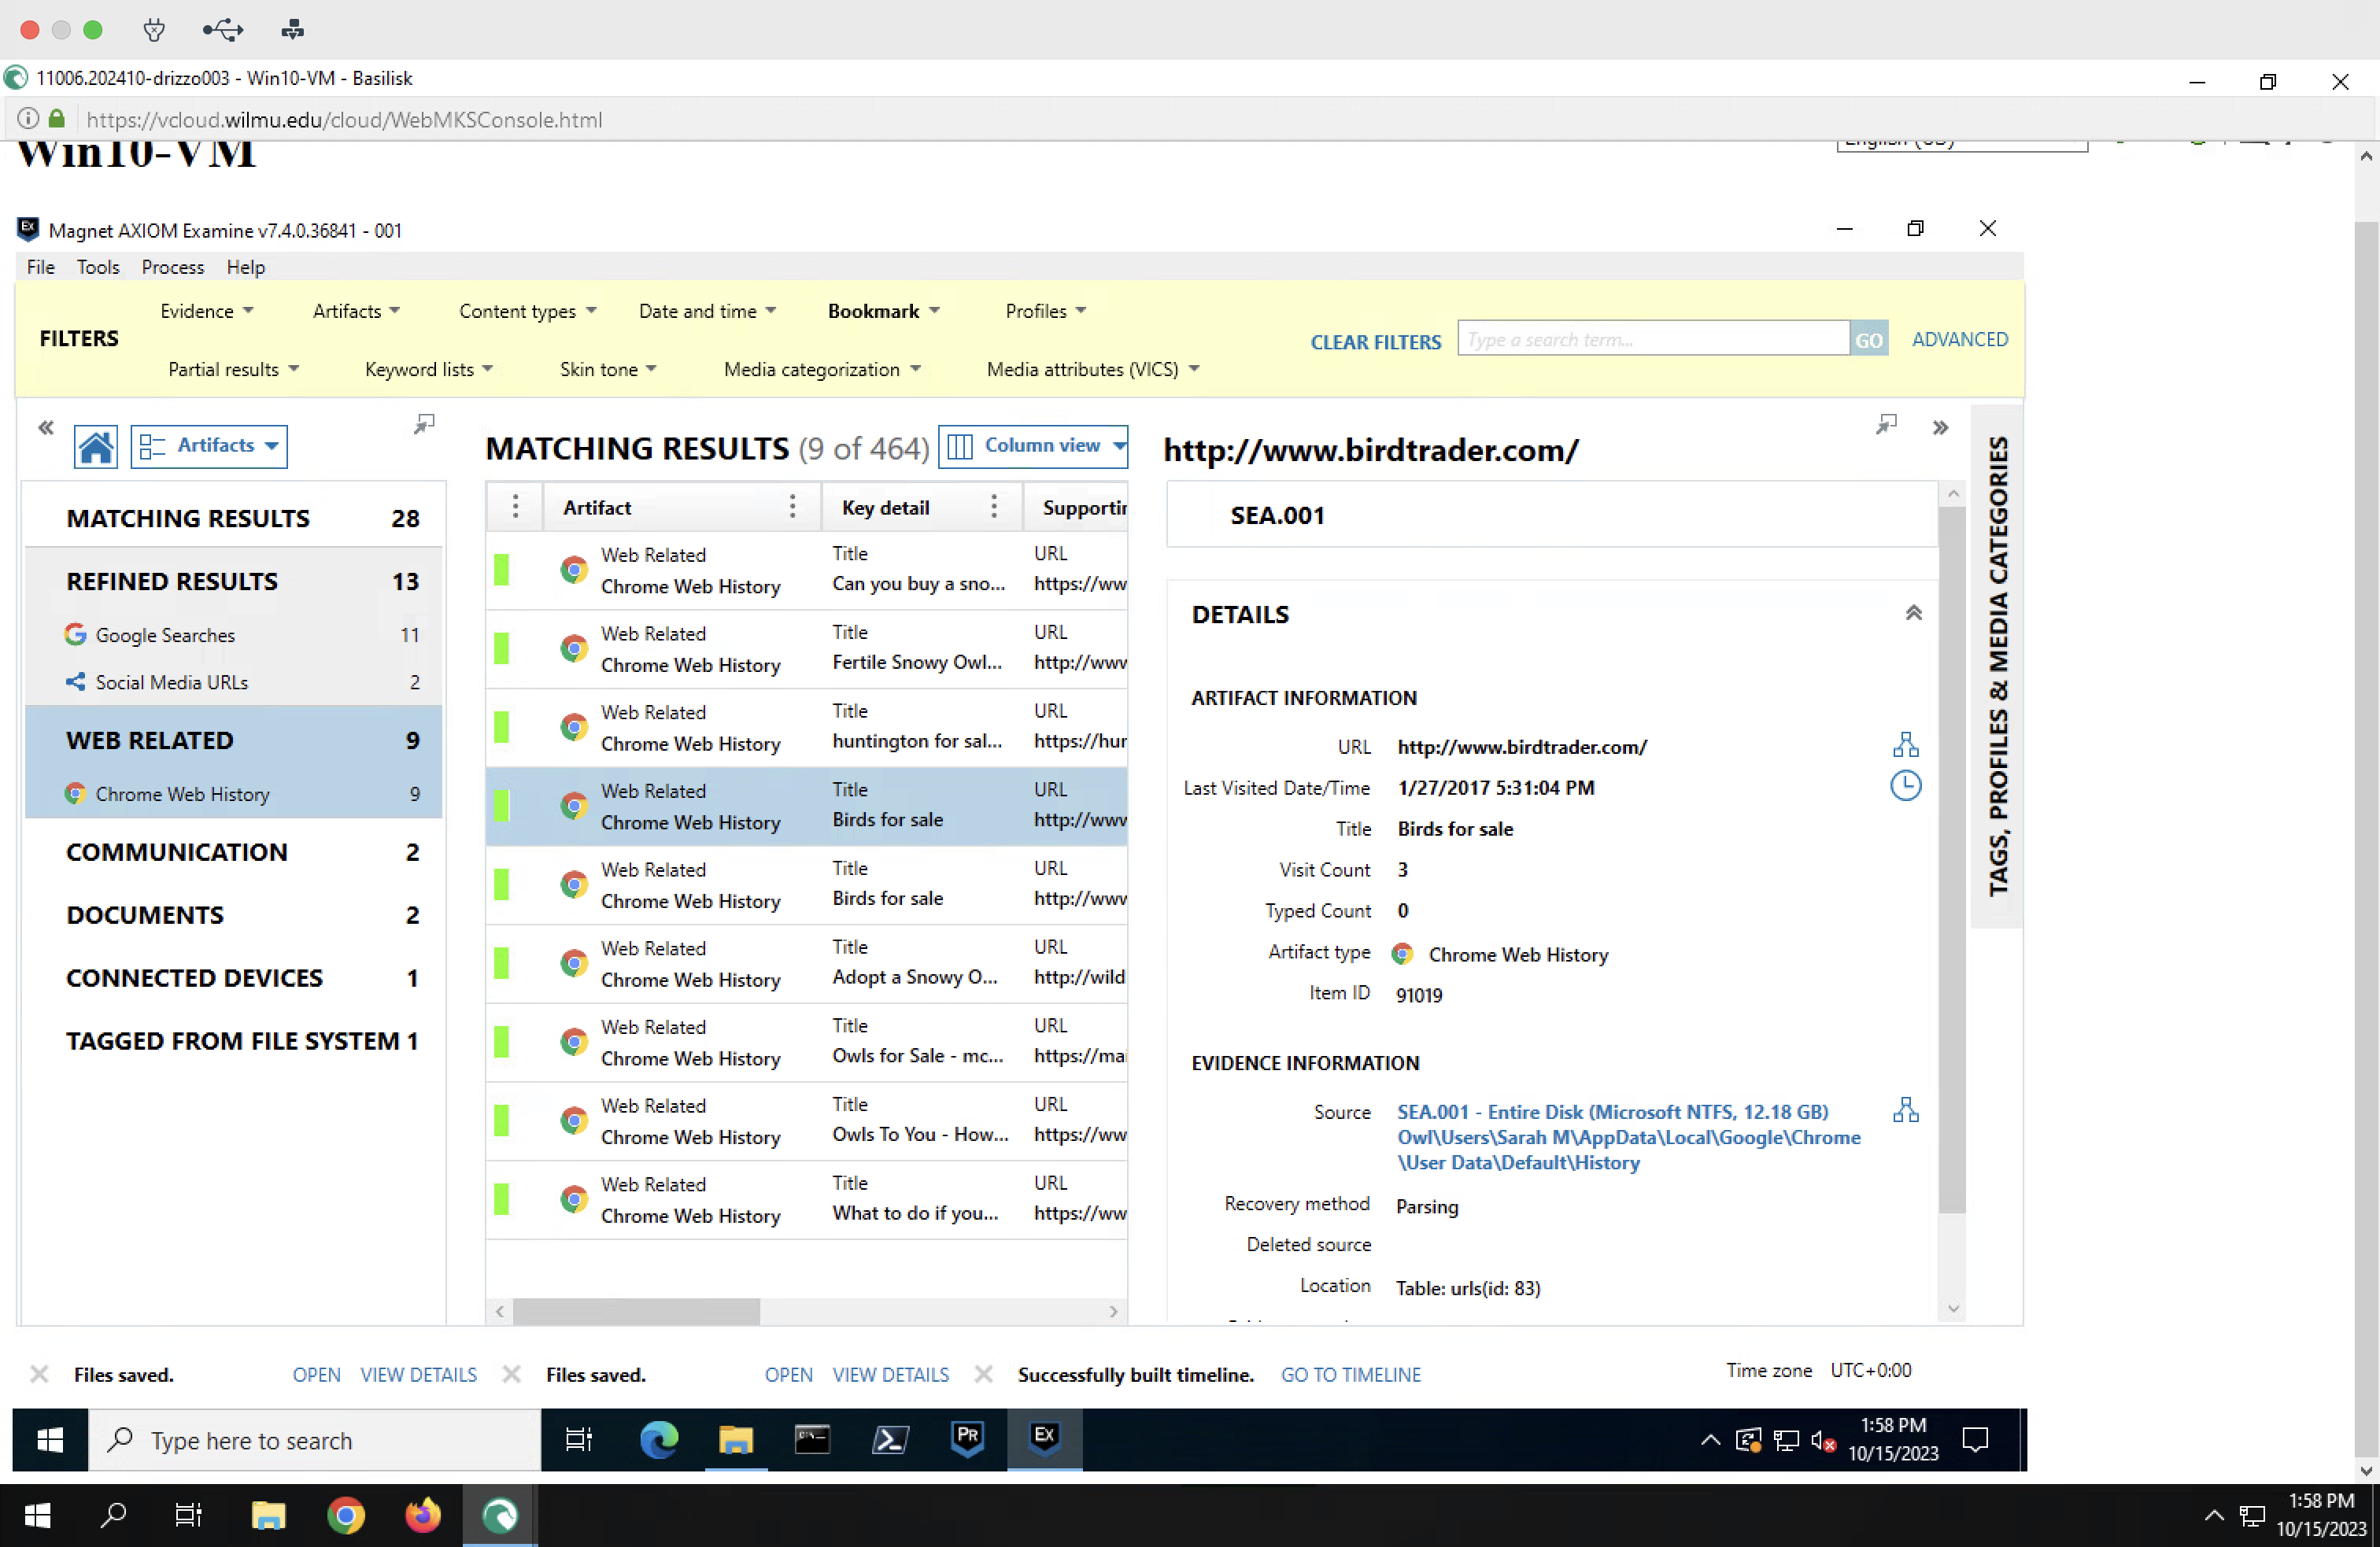 11006.202410-drizzo003 - Win10-VM - Basilisk
https://vcloud.wilmu.edu/cloud/WebMKSConsole.html
Win10-VM
English (US)
Magnet AXIOM Examine v7.4.0.36841 - 001
File Tools Process Help
FILTERS
Evidence Artifacts Content types Date and time Bookmark Profiles
Partial results Keyword lists Skin tone Media categorization Media attributes (VICS)
CLEAR FILTERS Type a search term... GO ADVANCED
Artifacts
MATCHING RESULTS 28
REFINED RESULTS 13
Google Searches 11
Social Media URLs 2
WEB RELATED 9
Chrome Web History 9
COMMUNICATION 2
DOCUMENTS 2
CONNECTED DEVICES 1
TAGGED FROM FILE SYSTEM 1
MATCHING RESULTS (9 of 464) Column view
Artifact Key detail Supportin
Web Related Title URL
Chrome Web History Can you buy a sno... https://ww
Web Related Title URL
Chrome Web History Fertile Snowy Owl... http://www
Web Related Title URL
Chrome Web History huntington for sal... https://hur
Web Related Title URL
Chrome Web History Birds for sale http://www
Web Related Title URL
Chrome Web History Birds for sale http://www
Web Related Title URL
Chrome Web History Adopt a Snowy O... http://wild
Web Related Title URL
Chrome Web History Owls for Sale - mc... https://mai
Web Related Title URL
Chrome Web History Owls To You - How... https://ww
Web Related Title URL
Chrome Web History What to do if you... https://ww
http://www.birdtrader.com/
SEA.001
DETAILS
ARTIFACT INFORMATION
URL http://www.birdtrader.com/
Last Visited Date/Time 1/27/2017 5:31:04 PM
Title Birds for sale
Visit Count 3
Typed Count 0
Artifact type Chrome Web History
Item ID 91019
EVIDENCE INFORMATION
Source SEA.001 - Entire Disk (Microsoft NTFS, 12.18 GB)
Owl\Users\Sarah M\AppData\Local\Google\Chrome
\User Data\Default\History
Recovery method Parsing
Deleted source
Location Table: urls(id: 83)
TAGS, PROFILES & MEDIA CATEGORIES
Files saved. OPEN VIEW DETAILS Files saved. OPEN VIEW DETAILS Successfully built timeline. GO TO TIMELINE Time zone UTC+0:00
Type here to search
PR
EX
1:58 PM
10/15/2023
1:58 PM
10/15/2023